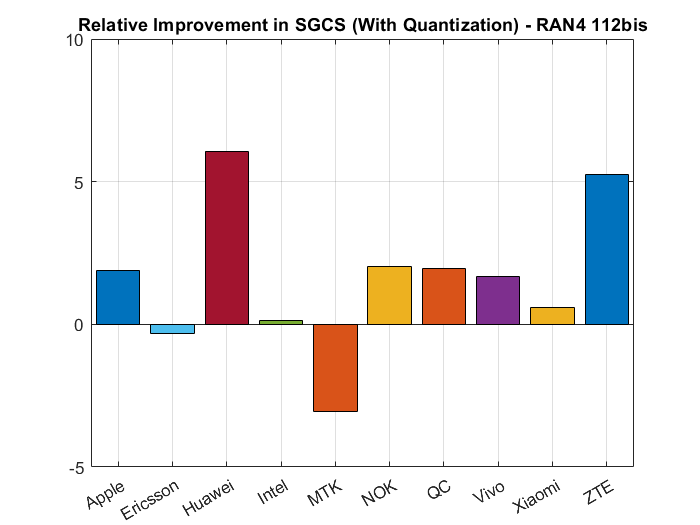 Relative Improvement in SGCS (With Quantization) - RAN4 112bis
10
5
0
-5
Apple
Ericsson
Huawei
Intel
MTK
NOK
QC
Vivo
Xiaomi
ZTE